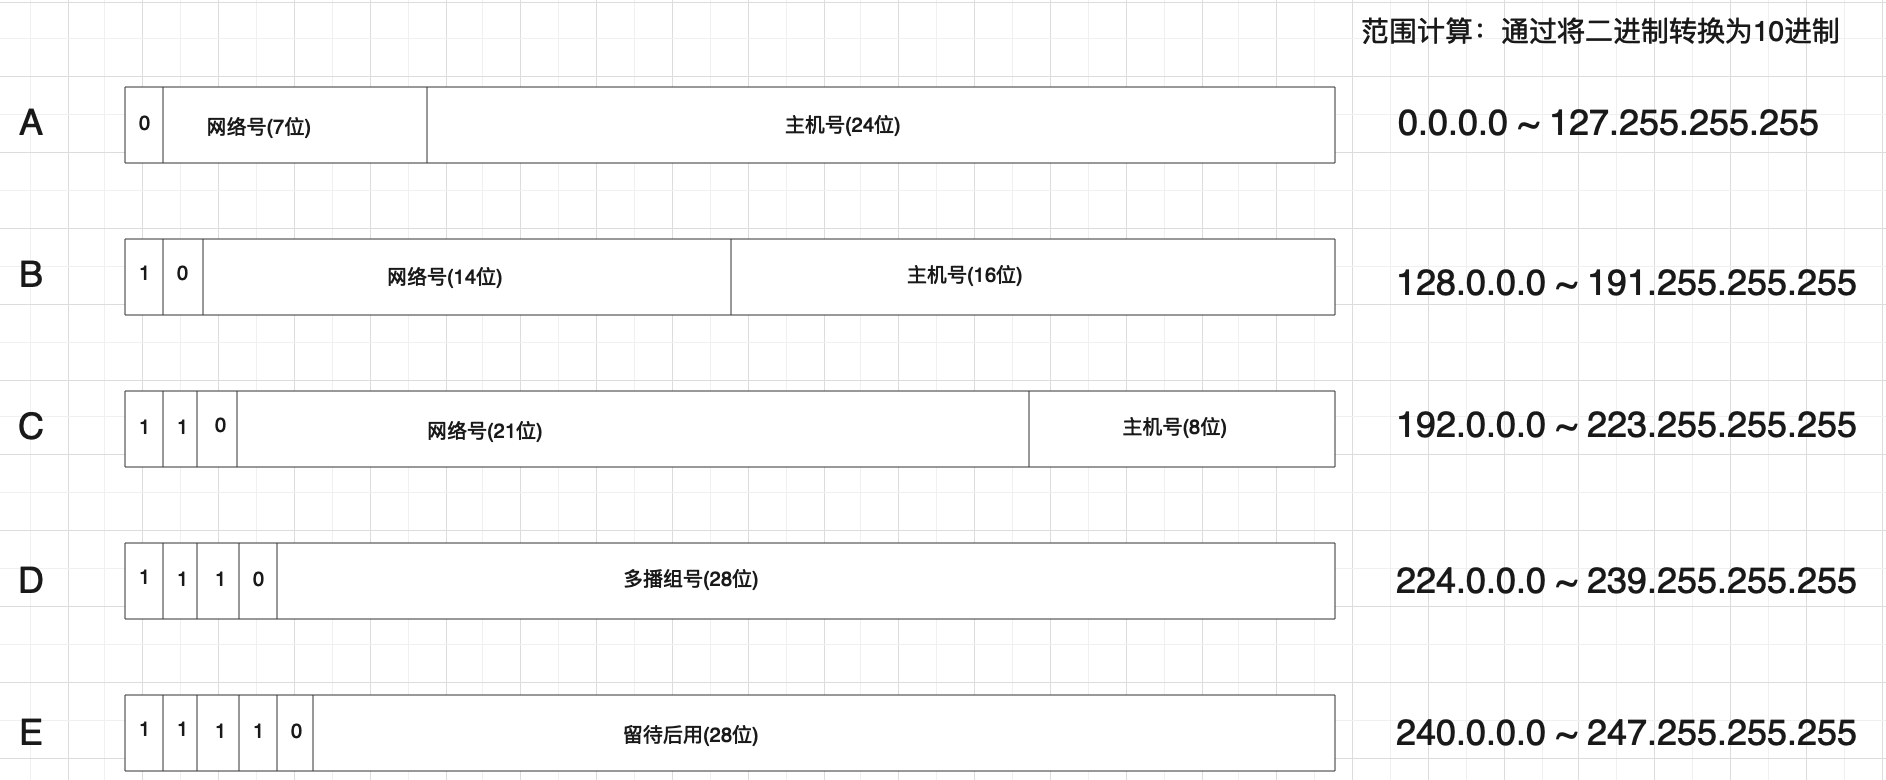 范围计算：通过将二进制转换为10进制
A 0 网络号(7位) 主机号(24位) 0.0.0.0 ~ 127.255.255.255
B 1 0 网络号(14位) 主机号(16位) 128.0.0.0 ~ 191.255.255.255
C 1 1 0 网络号(21位) 主机号(8位) 192.0.0.0 ~ 223.255.255.255
D 1 1 1 0 多播组号(28位) 224.0.0.0 ~ 239.255.255.255
E 1 1 1 1 0 留待后用(28位) 240.0.0.0 ~ 247.255.255.255